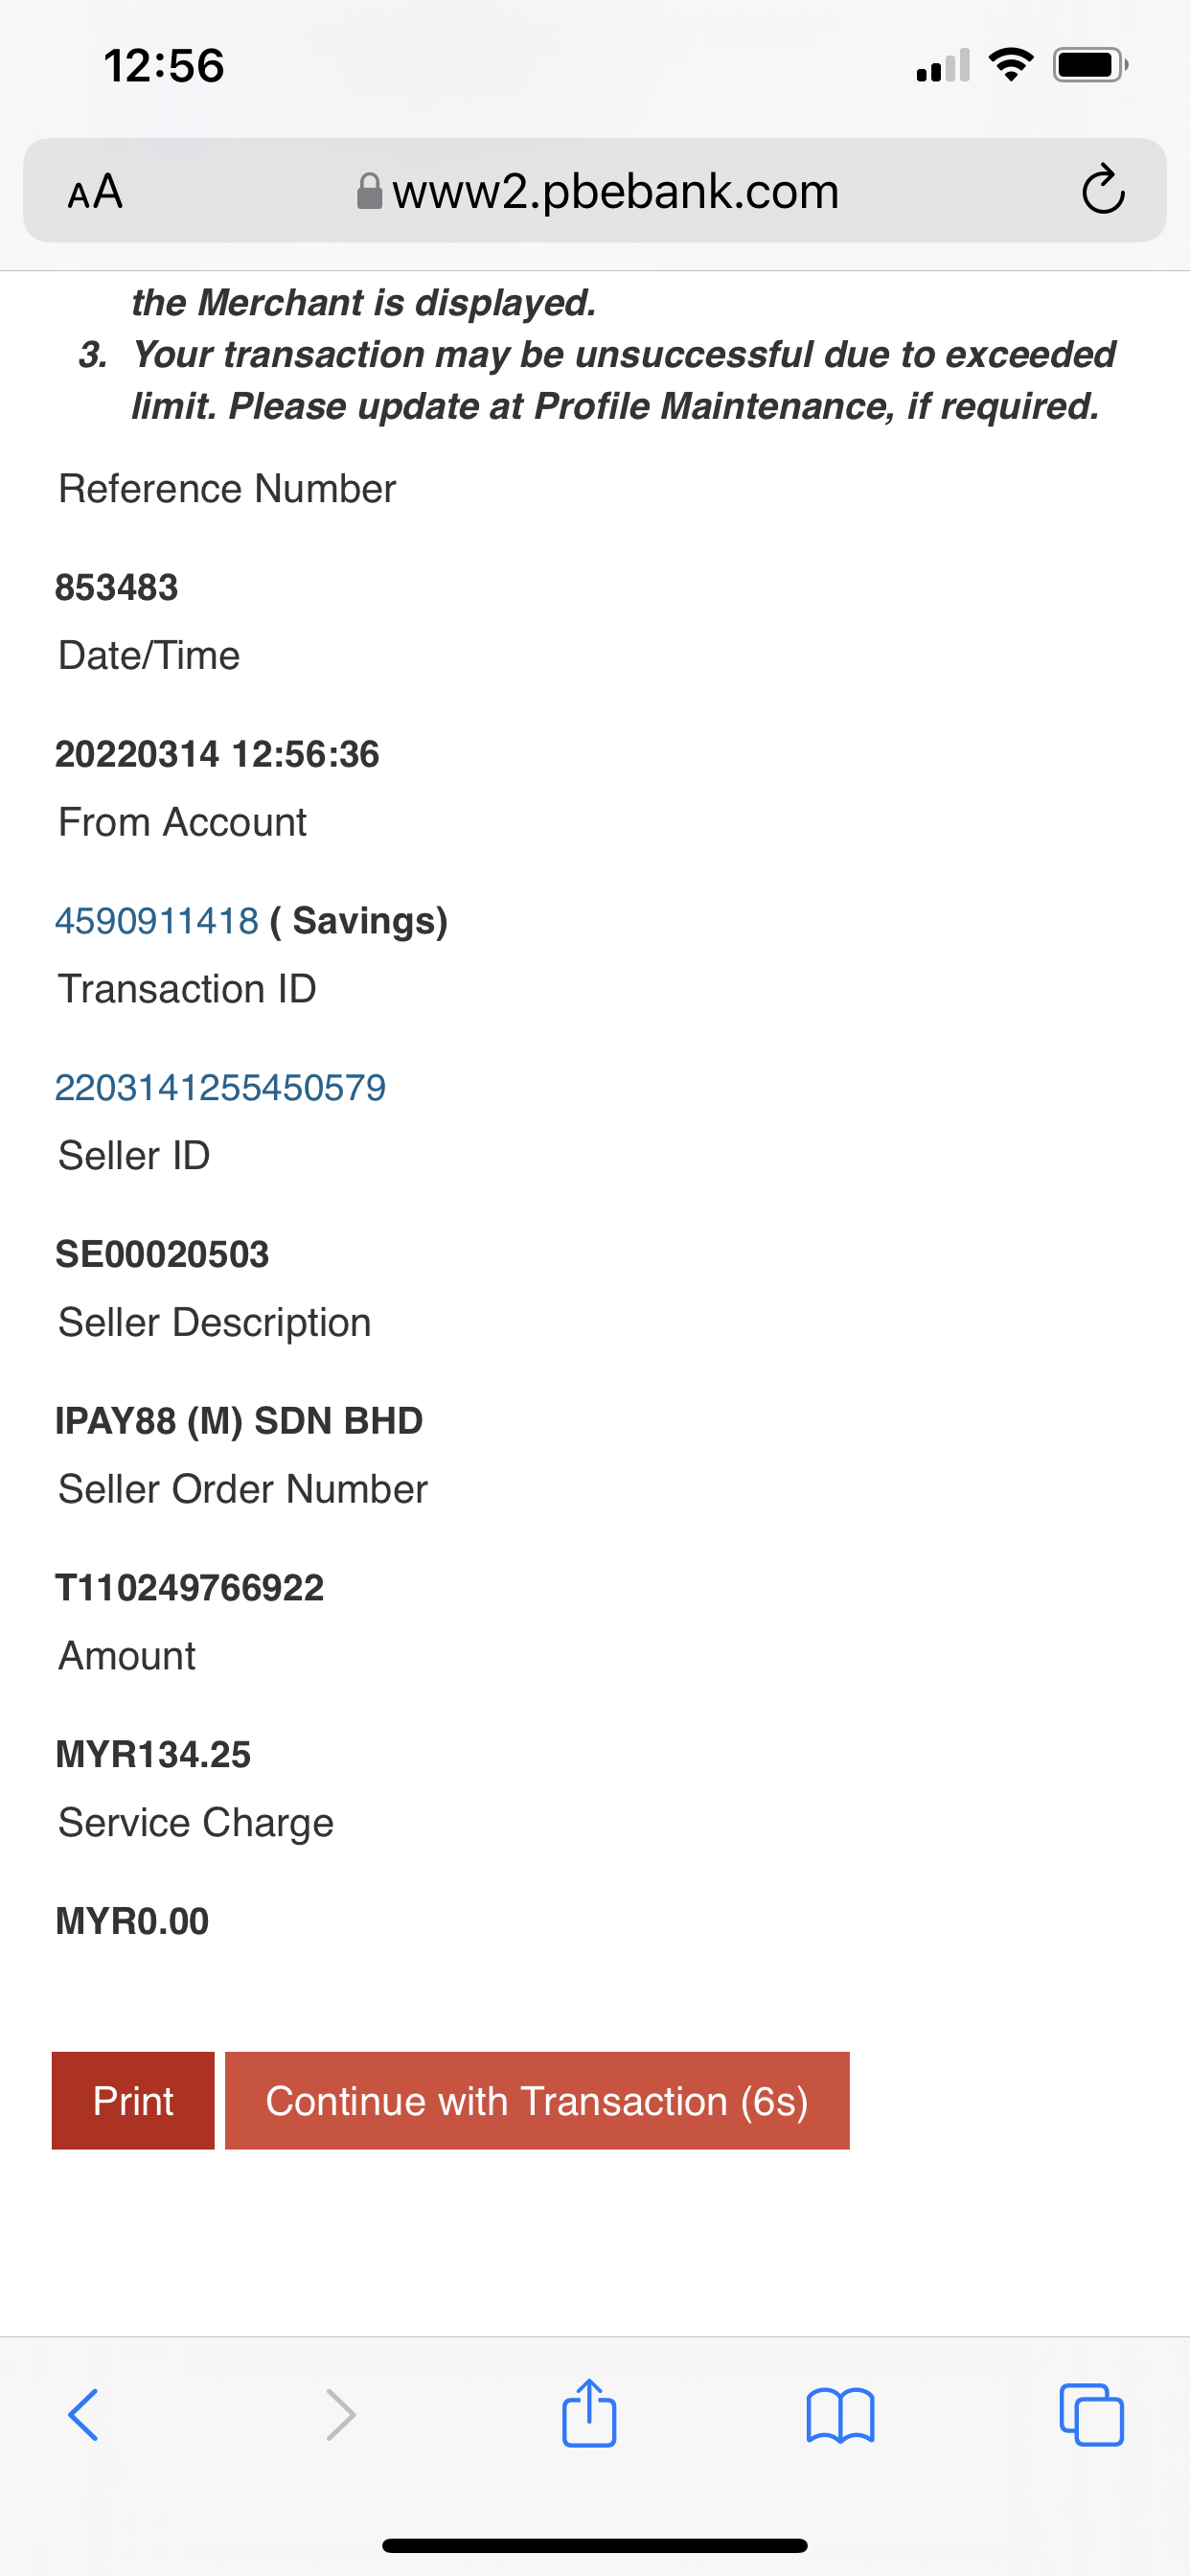 12:56
AA
www2.pbebank.com
the Merchant is displayed.
3. Your transaction may be unsuccessful due to exceeded
limit. Please update at Profile Maintenance, if required.
Reference Number
853483
Date/Time
20220314 12:56:36
From Account
4590911418 ( Savings)
Transaction ID
2203141255450579
Seller ID
SE00020503
Seller Description
IPAY88 (M) SDN BHD
Seller Order Number
T110249766922
Amount
MYR134.25
Service Charge
MYR0.00
Print
Continue with Transaction (6s)